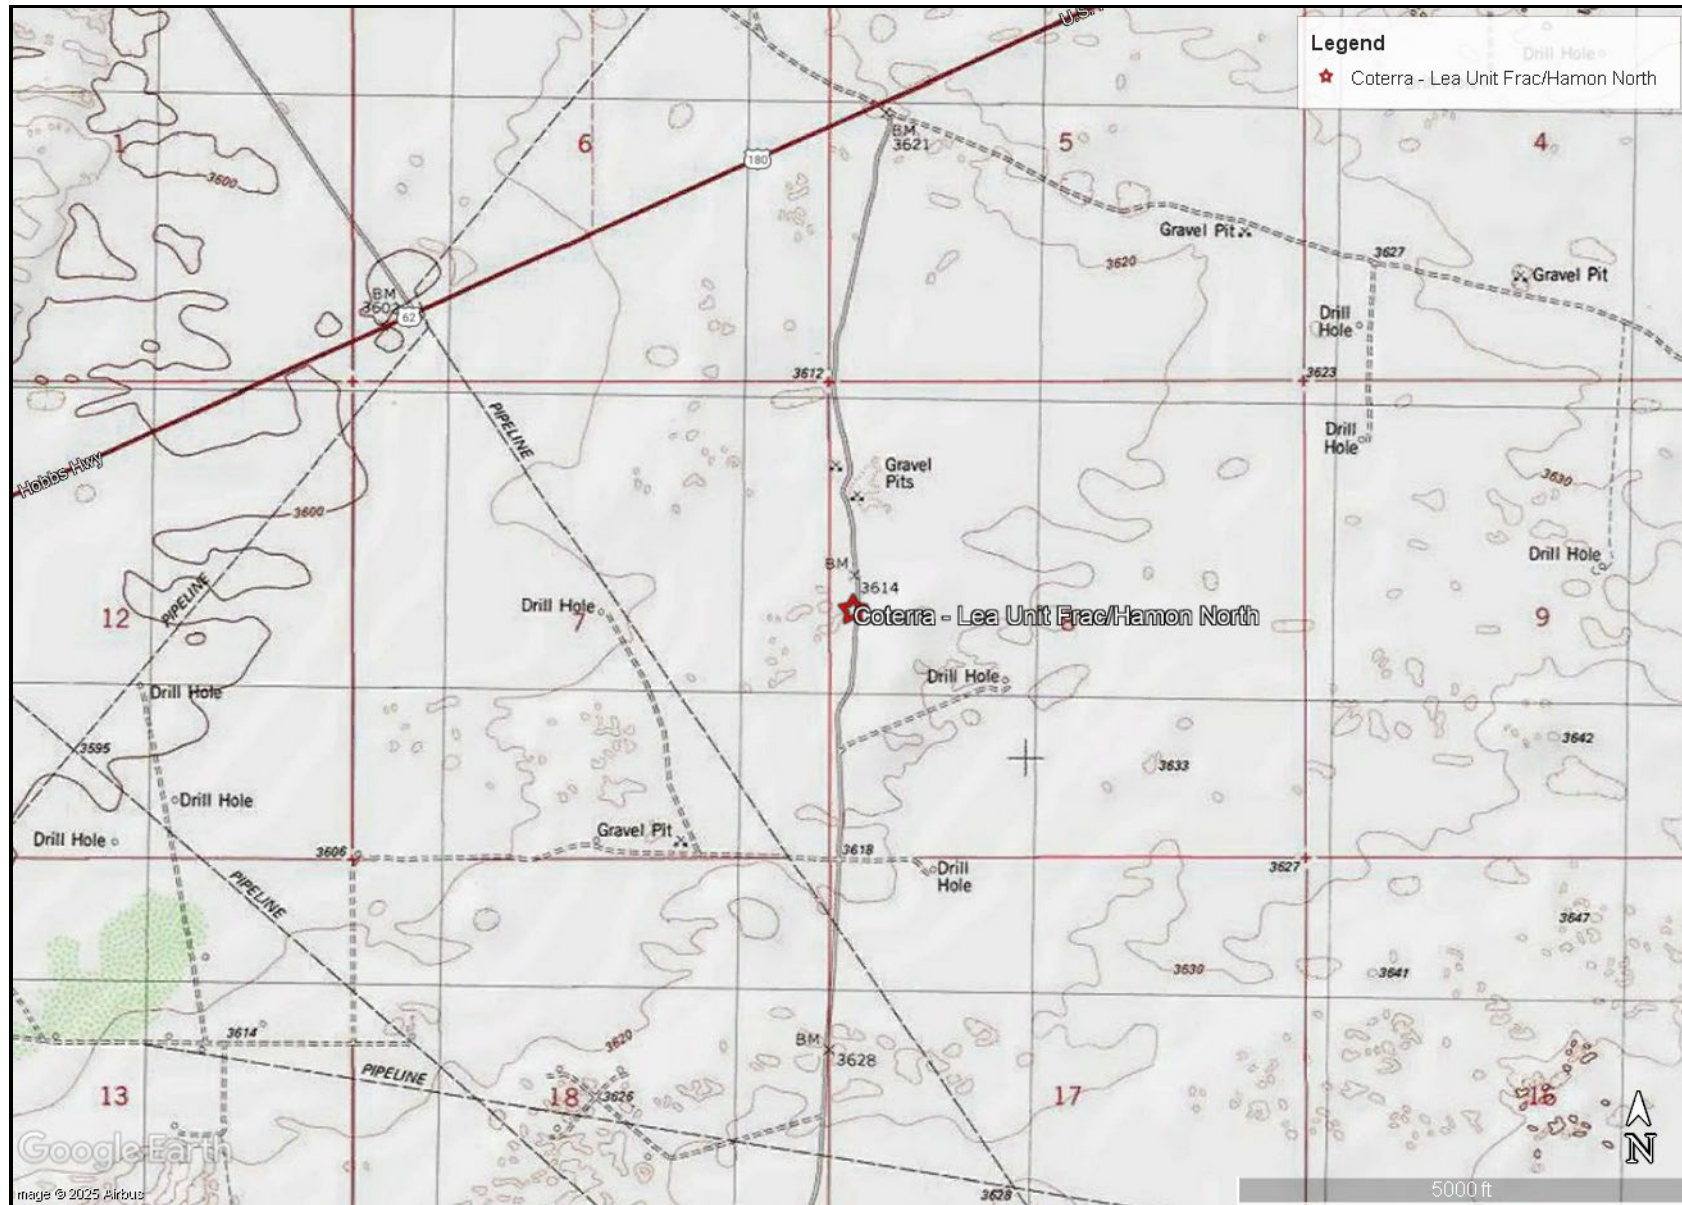 U.S.
Legend
Coterra - Lea Unit Frac/Hamon North
Drill Hole
1
6
5
4
BM
3621
180
3600
Gravel Pit
3620
3627
Gravel Pit
BM
3602
62
Drill
Hole
3612
3623
PIPELINE
Drill
Hole
Hobbs Hwy
Gravel
Pits
3630
3600
Drill Hole
BM
3614
PIPELINE
Drill Hole
12
7
Coterra - Lea Unit Frac/Hamon North
8
9
Drill Hole
Drill Hole
3595
3642
3633
Drill Hole
Gravel Pit
Drill Hole
3606
3618
Drill
Hole
3627
PIPELINE
3647
3630
3641
3614
3620
BM
3628
PIPELINE
13
18
3626
17
16
Google Earth
N
Image © 2025 Airbus
3628
5000 ft